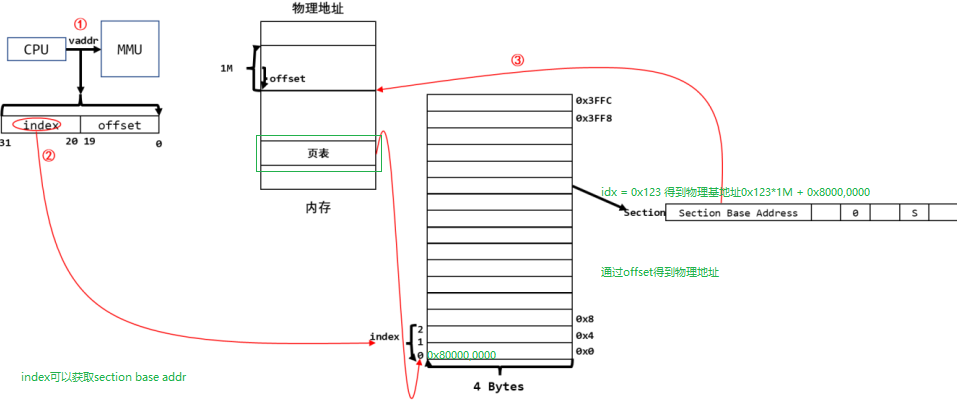 物理地址
①
vaddr
CPU
MMU
1M
offset
③
0x3FFC
0x3FF8
index
offset
31
20
19
0
②
页表
内存
idx = 0x123 得到物理基地址0x123*1M + 0x8000,0000
Section
Section Base Address
0
S
通过offset得到物理地址
0x8
index
2
0x4
1
0x0
0
0x80000,0000
index可以获取section base addr
4 Bytes